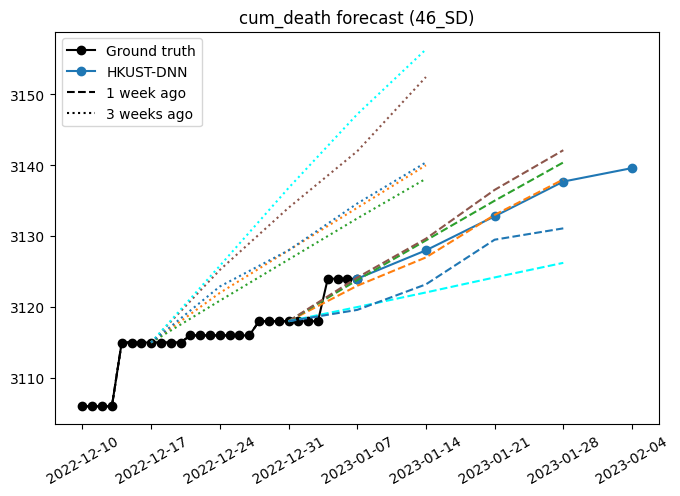 cum_death forecast (46_SD)
Ground truth
HKUST-DNN
1 week ago
3 weeks ago
3150
3140
3130
3120
3110
2022-12-10
2022-12-17
2022-12-24
2022-12-31
2023-01-07
2023-01-14
2023-01-21
2023-01-28
2023-02-04